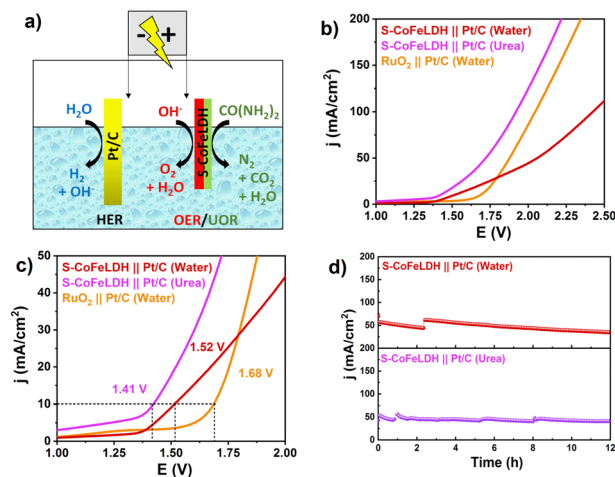 a)
- +
H2O
Pt/C
H2
+ OH-
HER
OH-
S-CoFeLDH
CO(NH2)2
O2
+ H2O
N2
+ CO2
+ H2O
OER/UOR
b)
S-CoFeLDH || Pt/C (Water)
S-CoFeLDH || Pt/C (Urea)
RuO2 || Pt/C (Water)
j (mA/cm2)
200
150
100
50
0
1.00 1.25 1.50 1.75 2.00 2.25 2.50
E (V)
c)
S-CoFeLDH || Pt/C (Water)
S-CoFeLDH || Pt/C (Urea)
RuO2 || Pt/C (Water)
1.52 V
1.41 V
1.68 V
j (mA/cm2)
50
40
30
20
10
0
1.00 1.25 1.50 1.75 2.00
E (V)
d)
S-CoFeLDH || Pt/C (Water)
S-CoFeLDH || Pt/C (Urea)
j (mA/cm2)
200
150
100
50
200
150
100
50
0
0 2 4 6 8 10 12
Time (h)